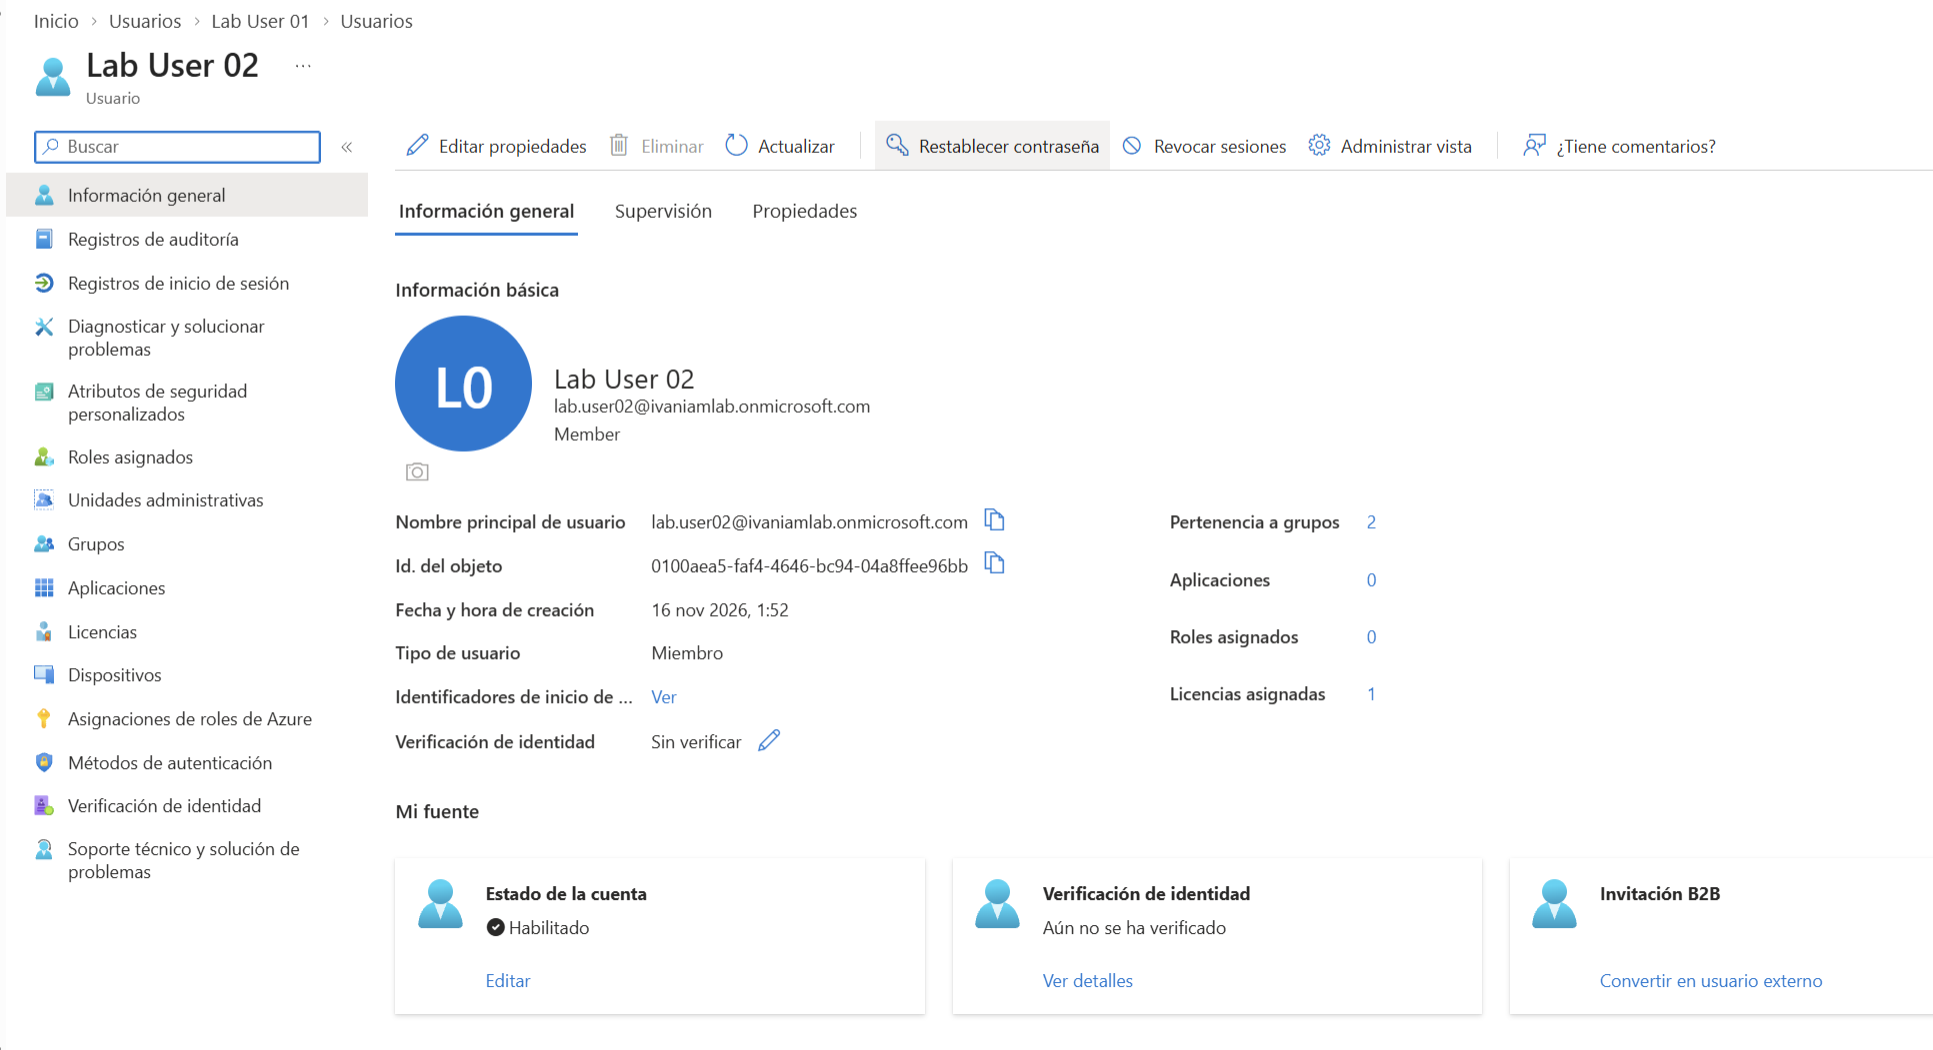 Inicio > Usuarios > Lab User 01 > Usuarios
Lab User 02 ...
Usuario
Buscar «
Información general
Registros de auditoría
Registros de inicio de sesión
Diagnosticar y solucionar
problemas
Atributos de seguridad
personalizados
Roles asignados
Unidades administrativas
Grupos
Aplicaciones
Licencias
Dispositivos
Asignaciones de roles de Azure
Métodos de autenticación
Verificación de identidad
Soporte técnico y solución de
problemas
Editar propiedades Eliminar Actualizar Restablecer contraseña Revocar sesiones Administrar vista ¿Tiene comentarios?
Información general Supervisión Propiedades
Información básica
L0
Lab User 02
lab.user02@ivaniamlab.onmicrosoft.com
Member
Nombre principal de usuario lab.user02@ivaniamlab.onmicrosoft.com
Id. del objeto 0100aea5-faf4-4646-bc94-04a8ffee96bb
Fecha y hora de creación 16 nov 2026, 1:52
Tipo de usuario Miembro
Identificadores de inicio de ... Ver
Verificación de identidad Sin verificar
Pertenencia a grupos 2
Aplicaciones 0
Roles asignados 0
Licencias asignadas 1
Mi fuente
Estado de la cuenta
Habilitado
Editar
Verificación de identidad
Aún no se ha verificado
Ver detalles
Invitación B2B
Convertir en usuario externo